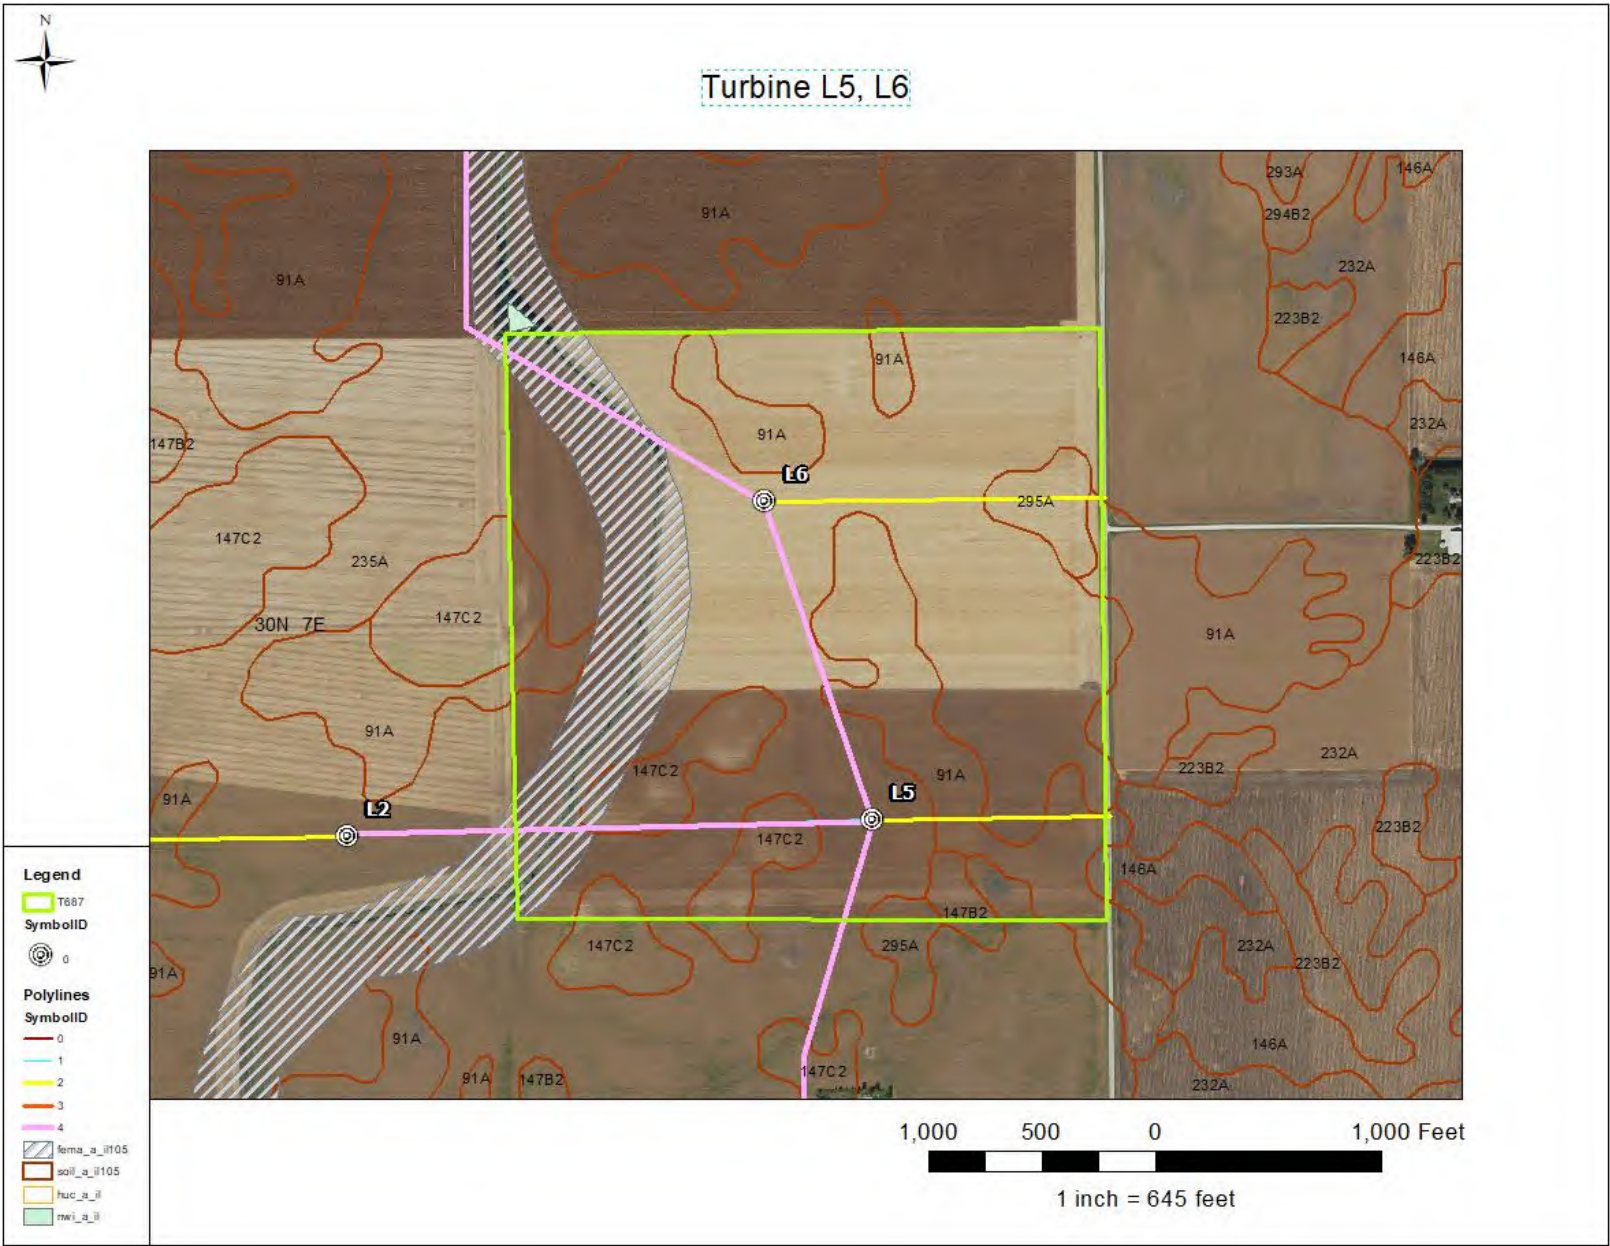 N
Turbine L5, L6
293A
146A
91A
294B2
91A
232A
223B2
91A
146A
91A
232A
147B2
L6
295A
147C2
235A
223B2
147C2
30N 7E
91A
91A
232A
147C2
91A
223B2
L5
91A
L2
223B2
147C2
146A
147B2
147C2
295A
232A
223B2
91A
91A
146A
147C2
91A
147B2
232A
Legend
T687
SymbolID
0
Polylines
SymbolID
0
1
2
3
4
fema_a_il105
soil_a_il105
huc_a_il
nwi_a_il
1,000 500 0 1,000 Feet
1 inch = 645 feet